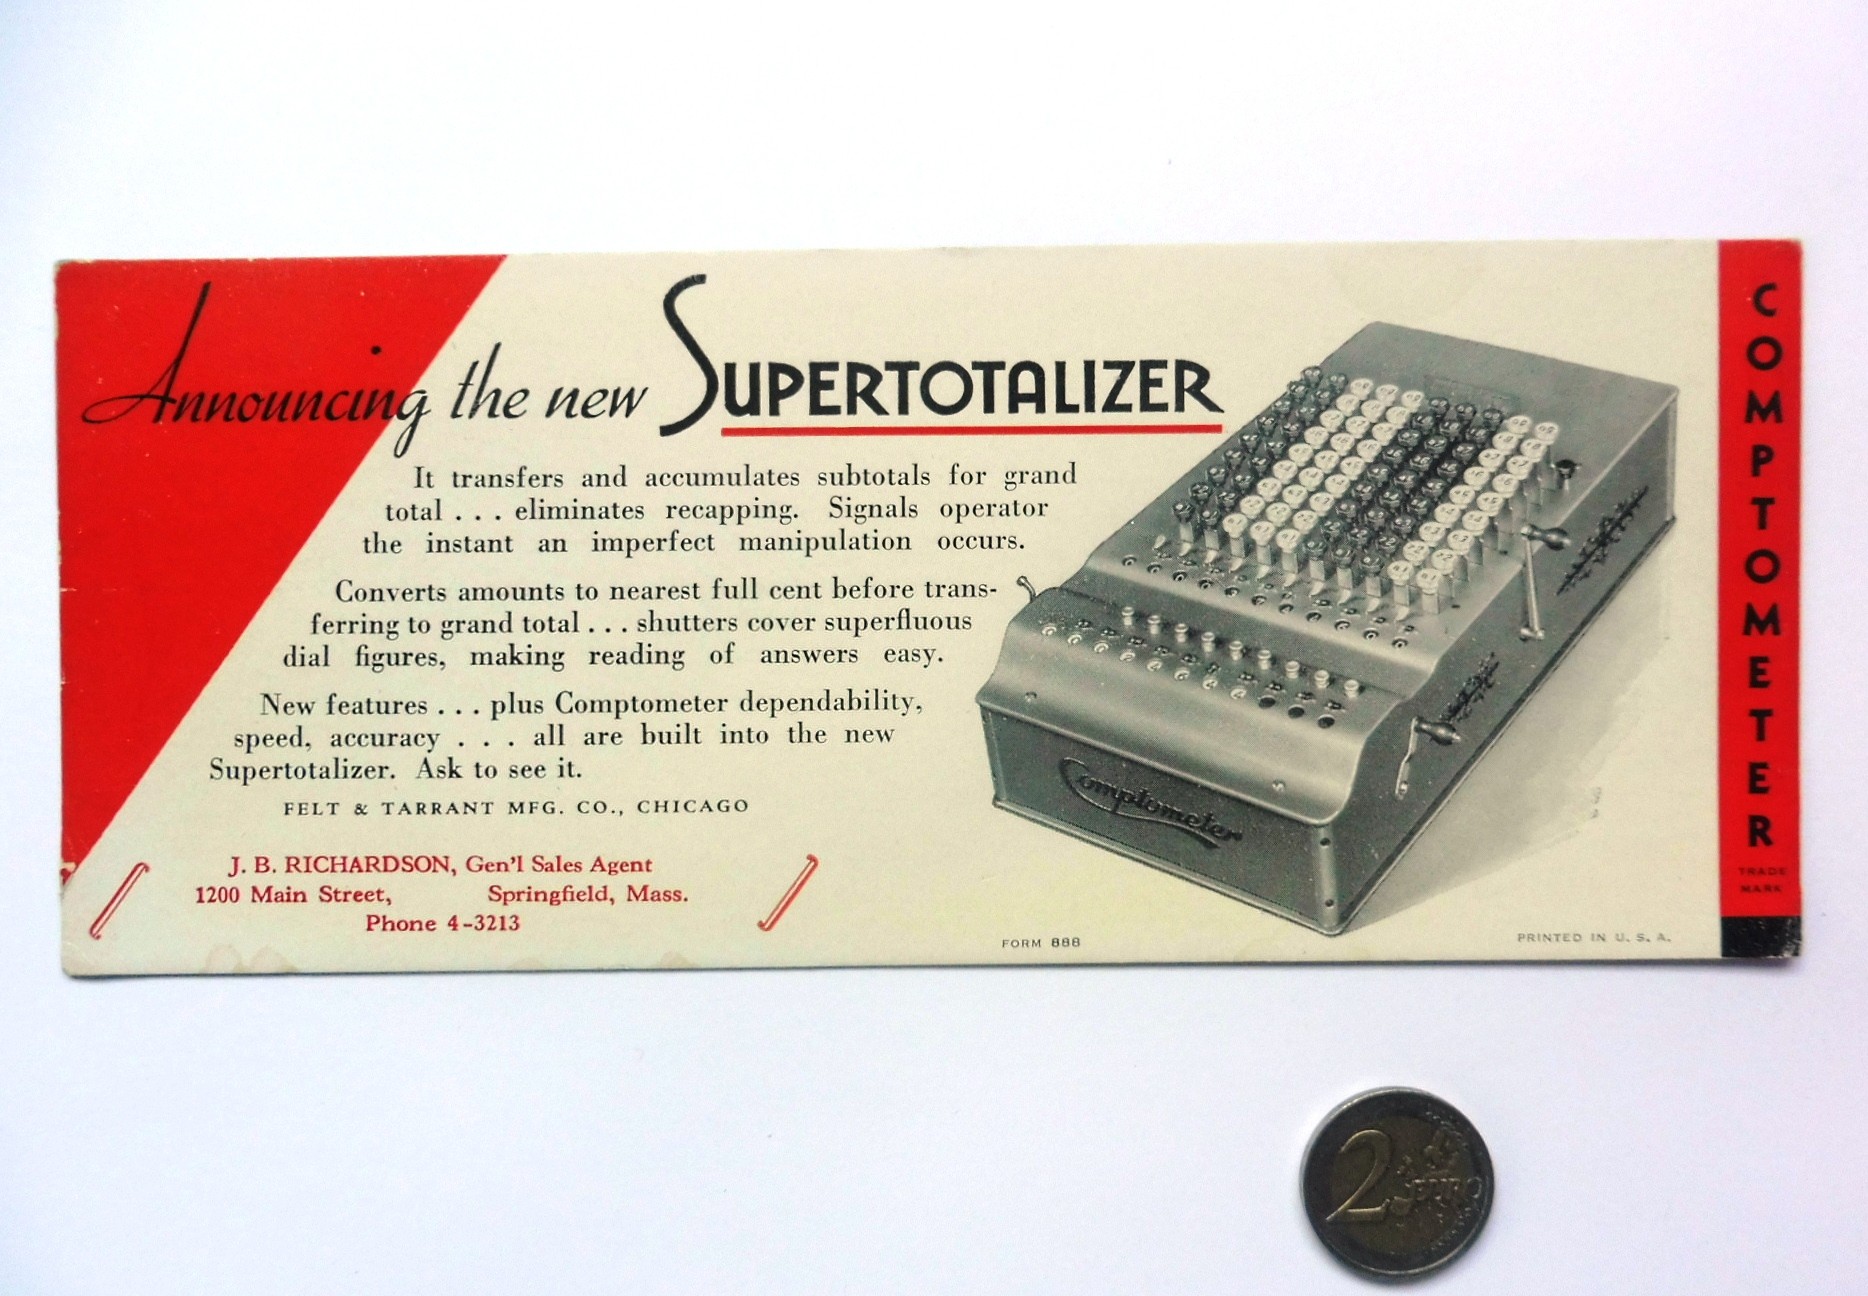 Announcing the new SUPERTOTALIZER
It transfers and accumulates subtotals for grand
total . . . eliminates recapping. Signals operator
the instant an imperfect manipulation occurs.
Converts amounts to nearest full cent before trans-
ferring to grand total . . . shutters cover superfluous
dial figures, making reading of answers easy.
New features . . . plus Comptometer dependability,
speed, accuracy . . . all are built into the new
Supertotalizer. Ask to see it.
FELT & TARRANT MFG. CO., CHICAGO
J. B. RICHARDSON, Gen'l Sales Agent
1200 Main Street, Springfield, Mass.
Phone 4-3213
Comptometer
FORM 888
PRINTED IN U. S. A.
COMPTOMETER
TRADE
MARK
2 EURO